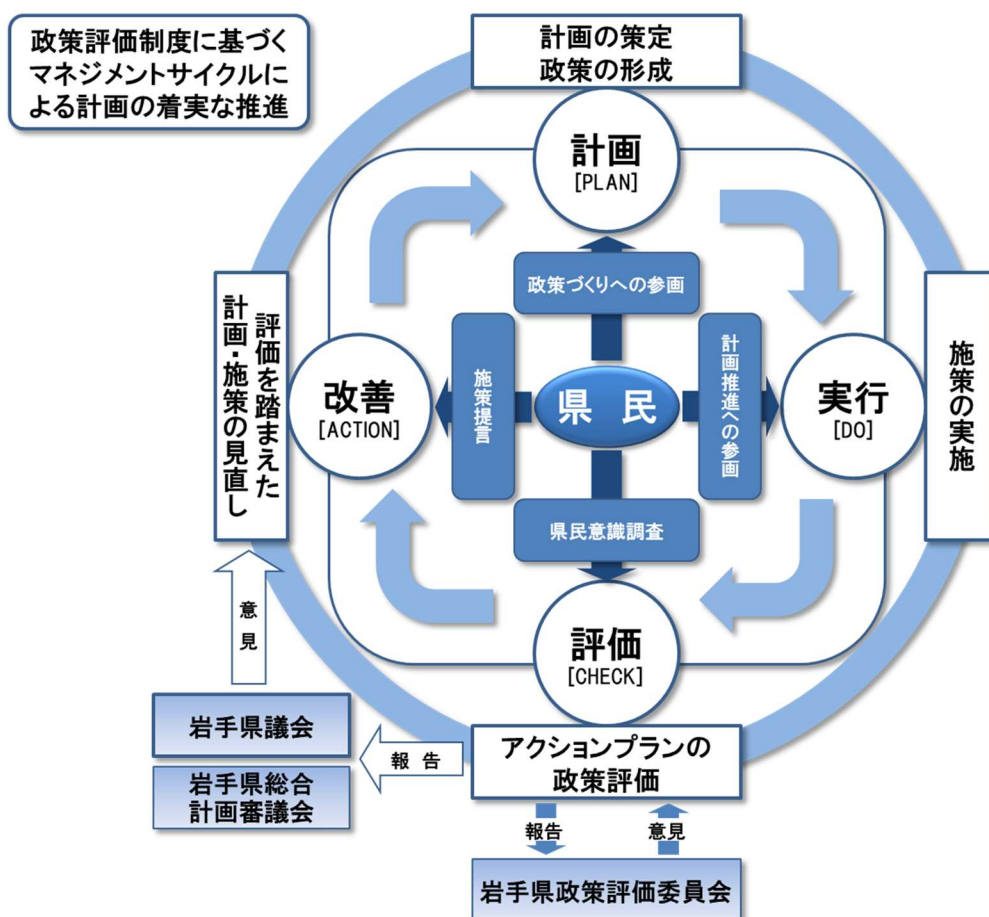 政策評価制度に基づく
マネジメントサイクルに
よる計画の着実な推進
計画の策定
政策の形成
計画
[PLAN]
政策づくりへの参画
評価を踏まえた
計画・施策の見直し
改善
[ACTION]
施策提言
県 民
計画推進への参画
実行
[DO]
施策の実施
県民意識調査
評価
[CHECK]
意見
岩手県議会
岩手県総合
計画審議会
報 告
アクションプランの
政策評価
報告
意見
岩手県政策評価委員会